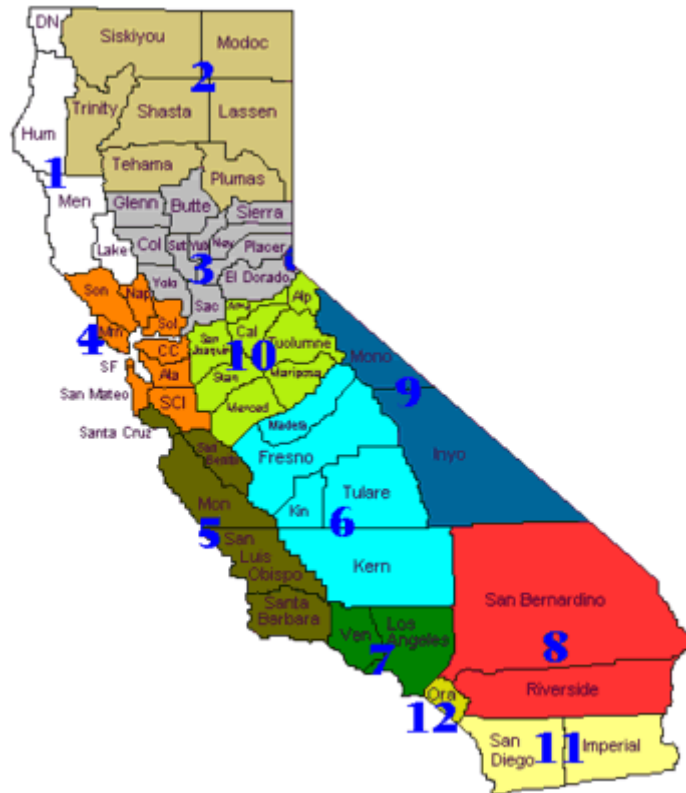 DN
Siskiyou
Modoc
2
Trinity
Shasta
Lassen
Hum
1
Tehama
Plumas
Men
Glenn
Butte
Sierra
Lake
Col
Sut
Yub
Nev
Placer
3
El Dorado
Yolo
Sac
Son
Nap
Sol
Alp
4
Mrn
Cal
San
Joaquin
10
Tuolumne
Mono
SF
CC
Ala
Stan
Mariposa
9
San Mateo
SCl
Merced
Santa Cruz
Madera
San
Benito
Fresno
Inyo
Mon
Kin
Tulare
5
6
San
Luis
Obispo
Kern
Santa
Barbara
San Bernardino
Ven
Los
Angeles
7
8
Ora
12
Riverside
San
Diego
11
Imperial